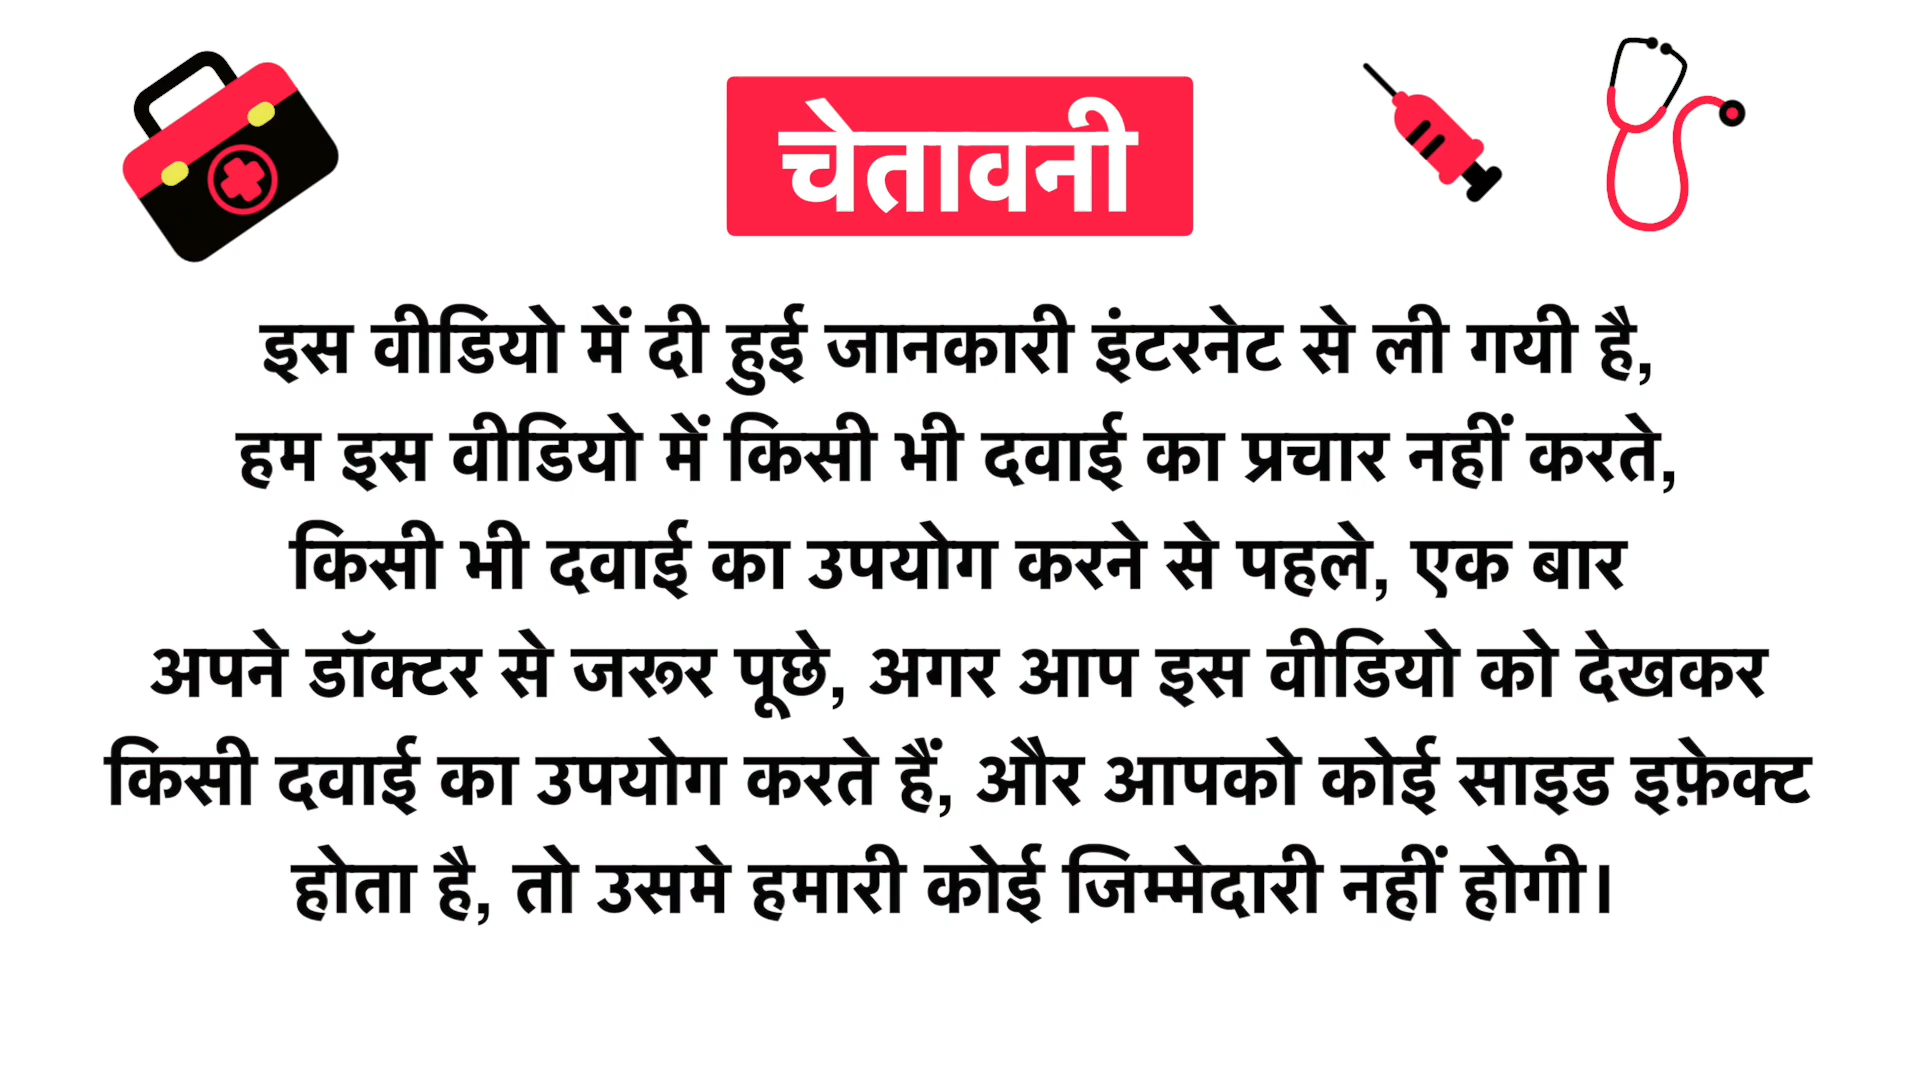 चेतावनी
इस वीडियो में दी हुई जानकारी इंटरनेट से ली गयी है,
हम इस वीडियो में किसी भी दवाई का प्रचार नहीं करते,
किसी भी दवाई का उपयोग करने से पहले, एक बार
अपने डॉक्टर से जरूर पूछे, अगर आप इस वीडियो को देखकर
किसी दवाई का उपयोग करते हैं, और आपको कोई साइड इफ़ेक्ट
होता है, तो उसमे हमारी कोई जिम्मेदारी नहीं होगी।